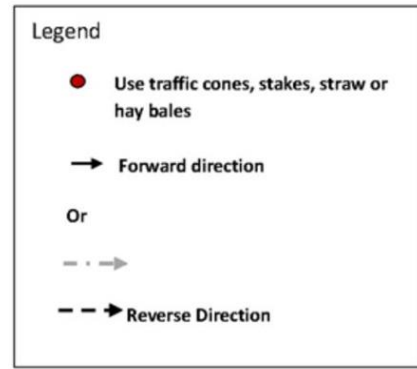 Legend
Use traffic cones, stakes, straw or
hay bales
Forward direction
Or
Reverse Direction